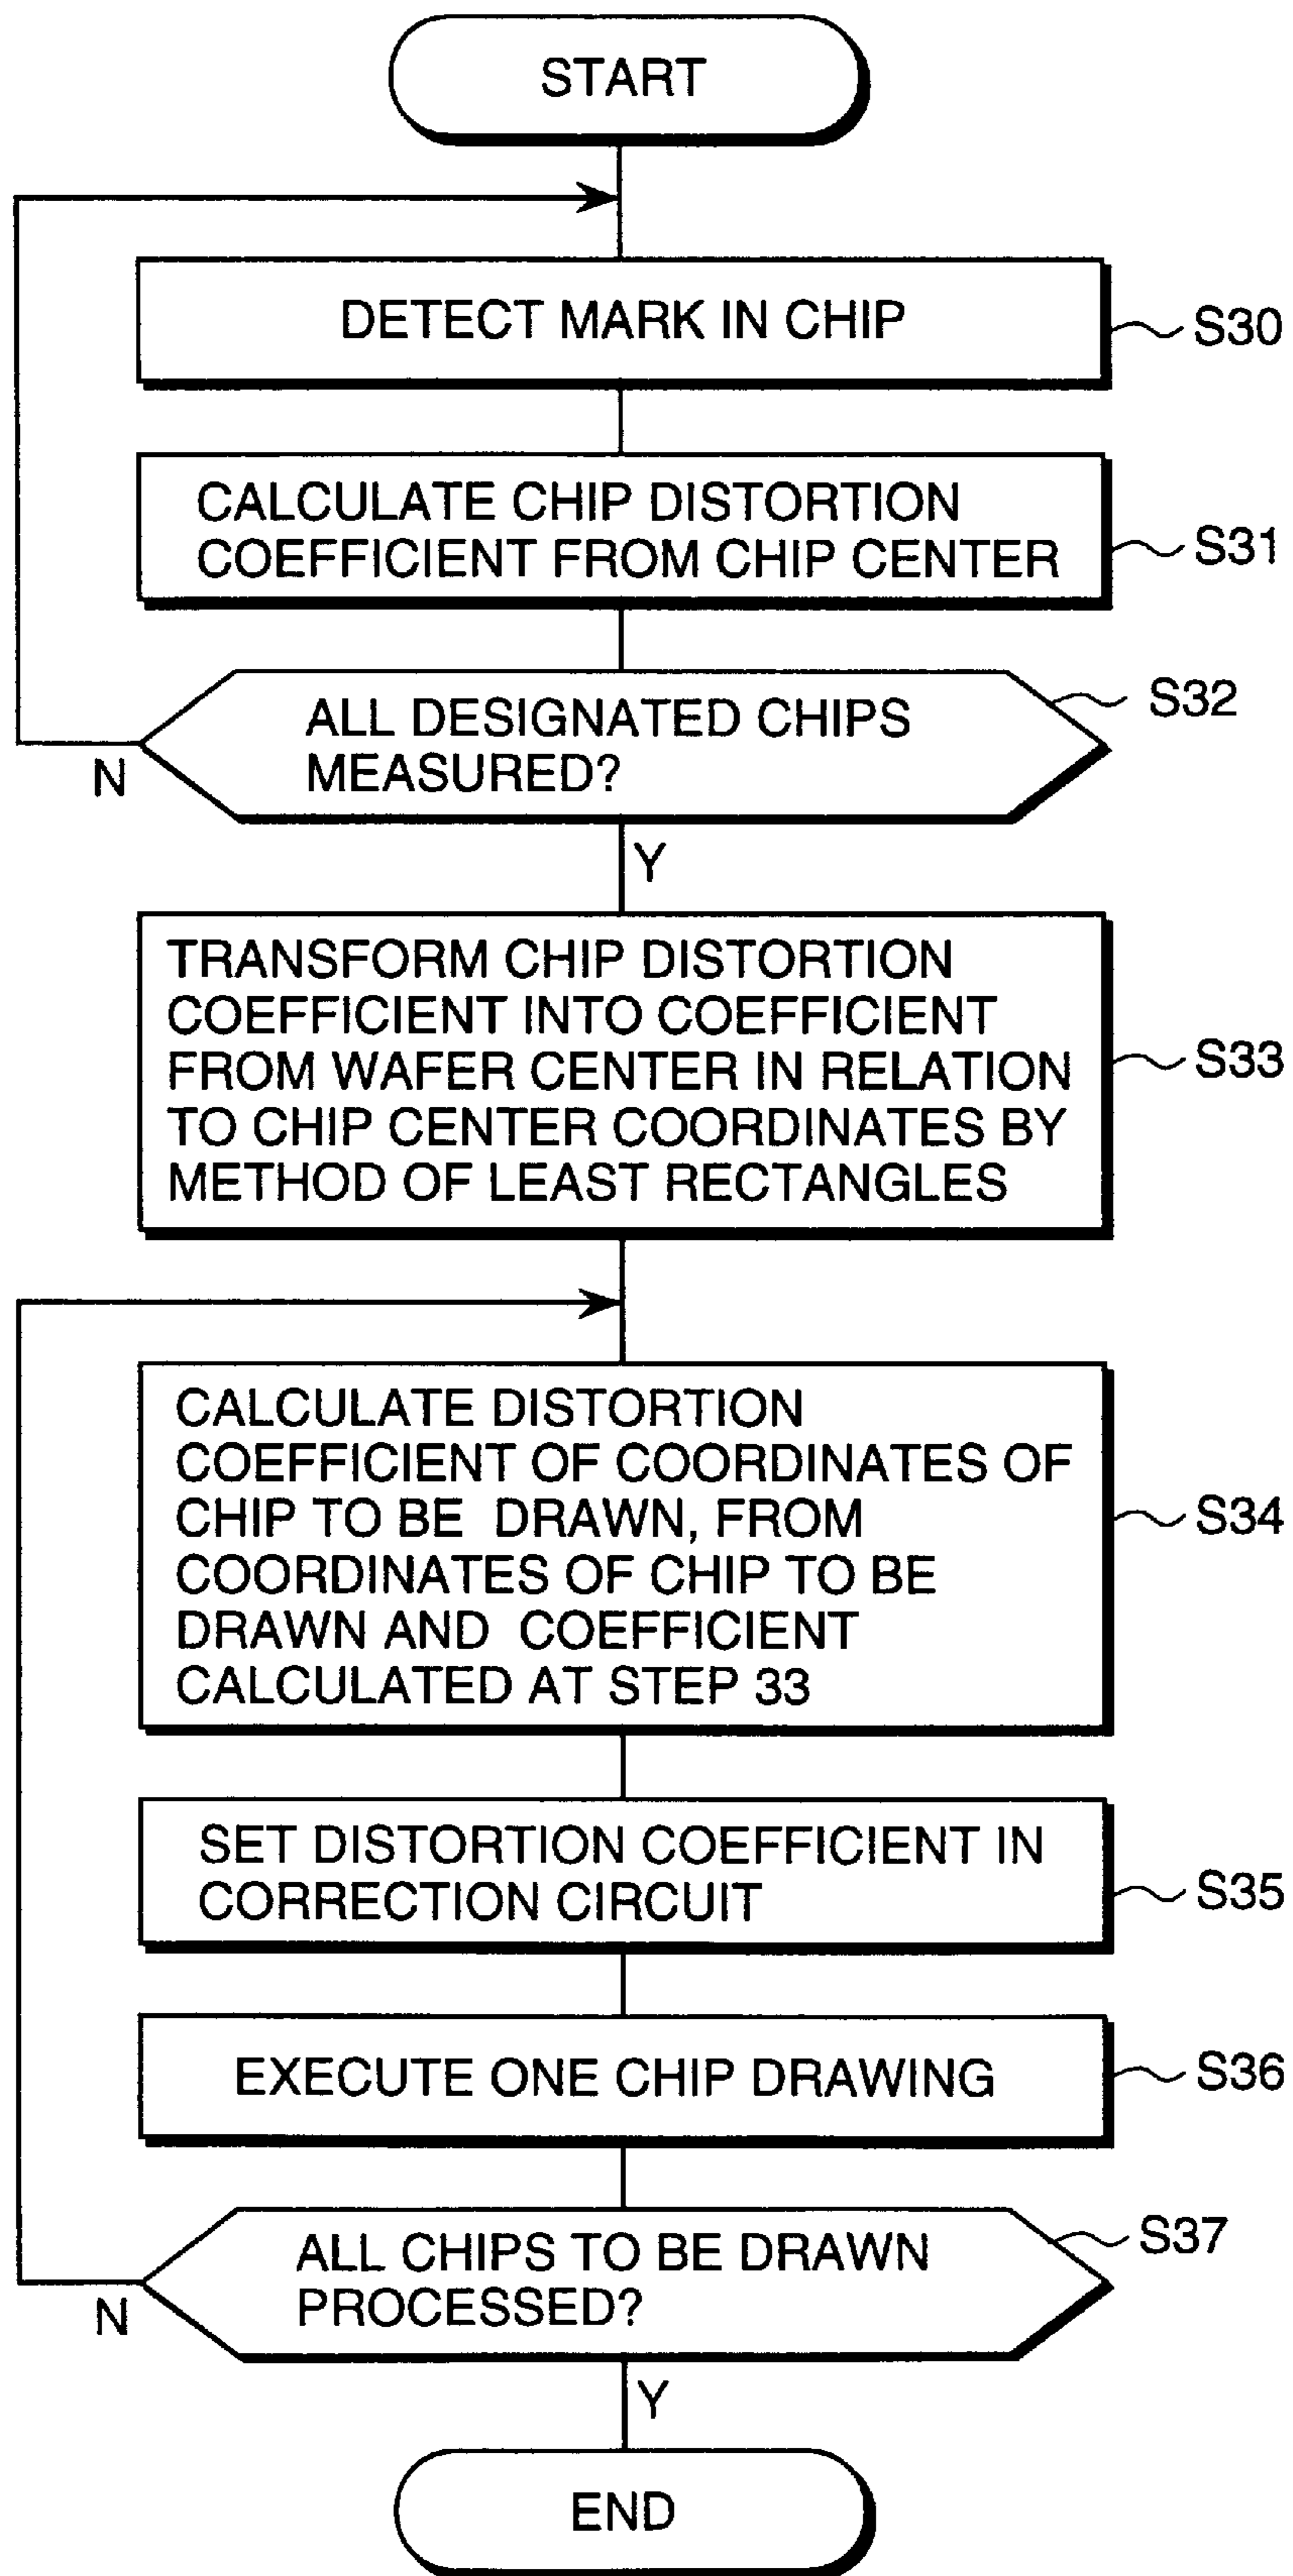 START
DETECT MARK IN CHIP
S30
CALCULATE CHIP DISTORTION
COEFFICIENT FROM CHIP CENTER
S31
ALL DESIGNATED CHIPS
MEASURED?
S32
N
Y
TRANSFORM CHIP DISTORTION
COEFFICIENT INTO COEFFICIENT
FROM WAFER CENTER IN RELATION
TO CHIP CENTER COORDINATES BY
METHOD OF LEAST RECTANGLES
S33
CALCULATE DISTORTION
COEFFICIENT OF COORDINATES OF
CHIP TO BE DRAWN, FROM
COORDINATES OF CHIP TO BE
DRAWN AND COEFFICIENT
CALCULATED AT STEP 33
S34
SET DISTORTION COEFFICIENT IN
CORRECTION CIRCUIT
S35
EXECUTE ONE CHIP DRAWING
S36
ALL CHIPS TO BE DRAWN
PROCESSED?
S37
N
Y
END